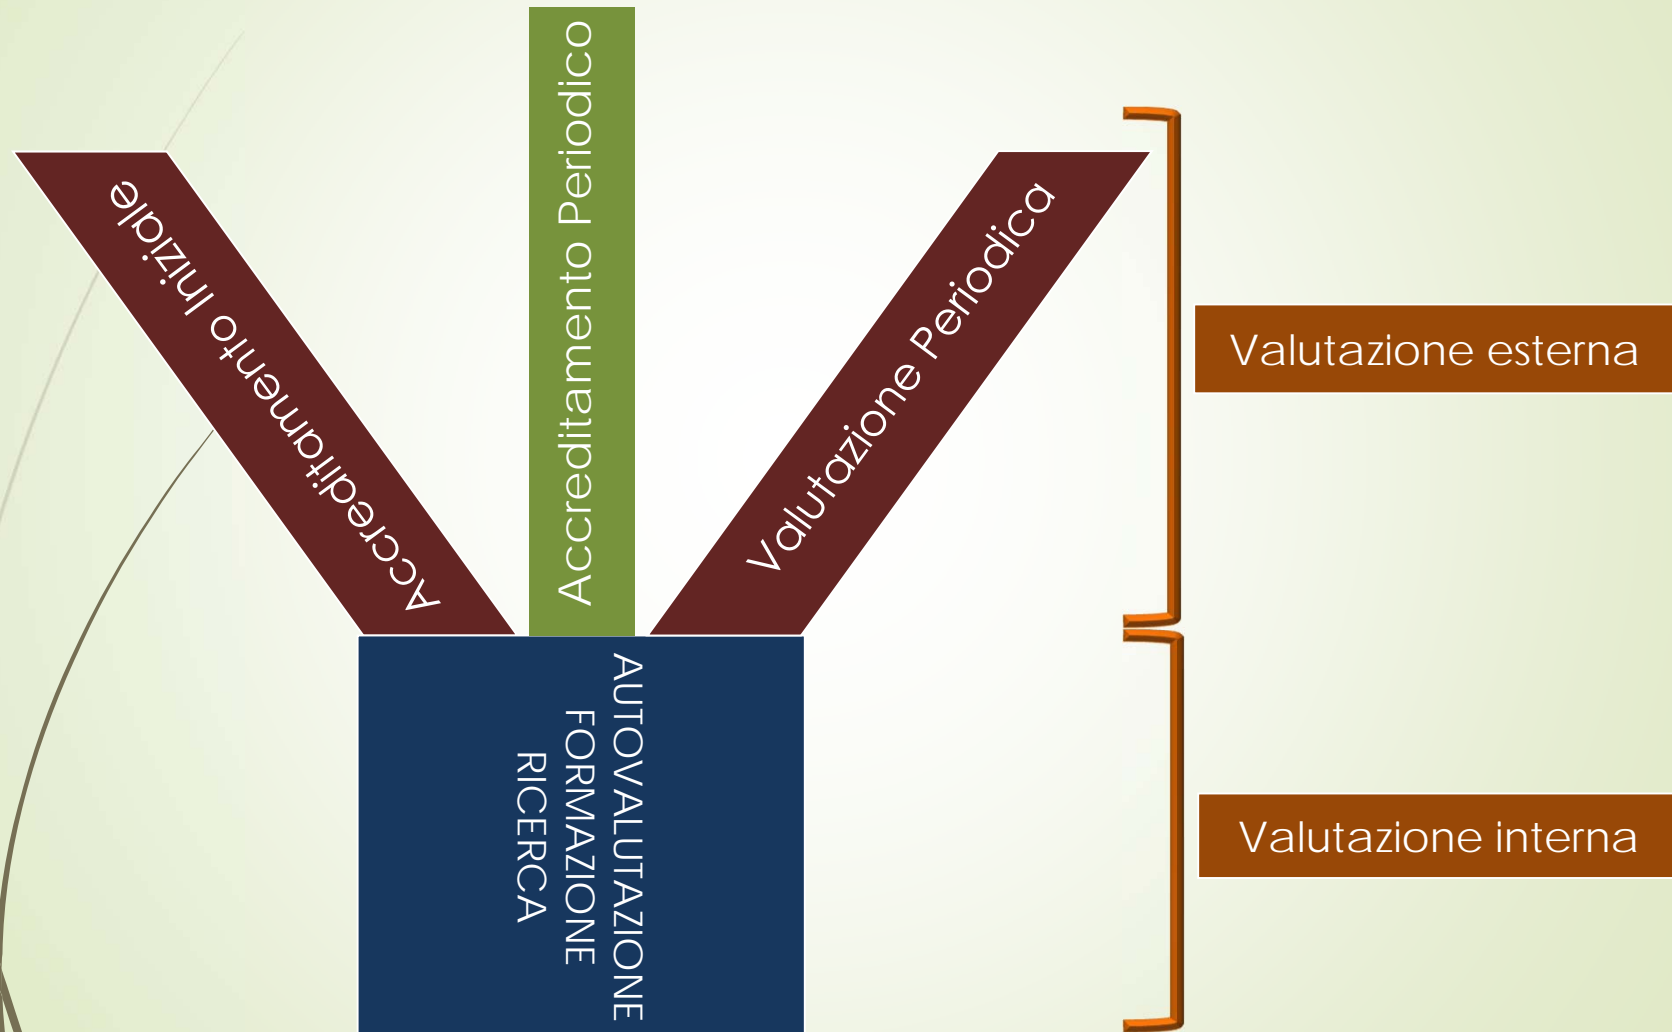 Accreditamento Iniziale
Accreditamento Periodico
Valutazione Periodica
Valutazione esterna
AUTOVALUTAZIONE
FORMAZIONE
RICERCA
Valutazione interna